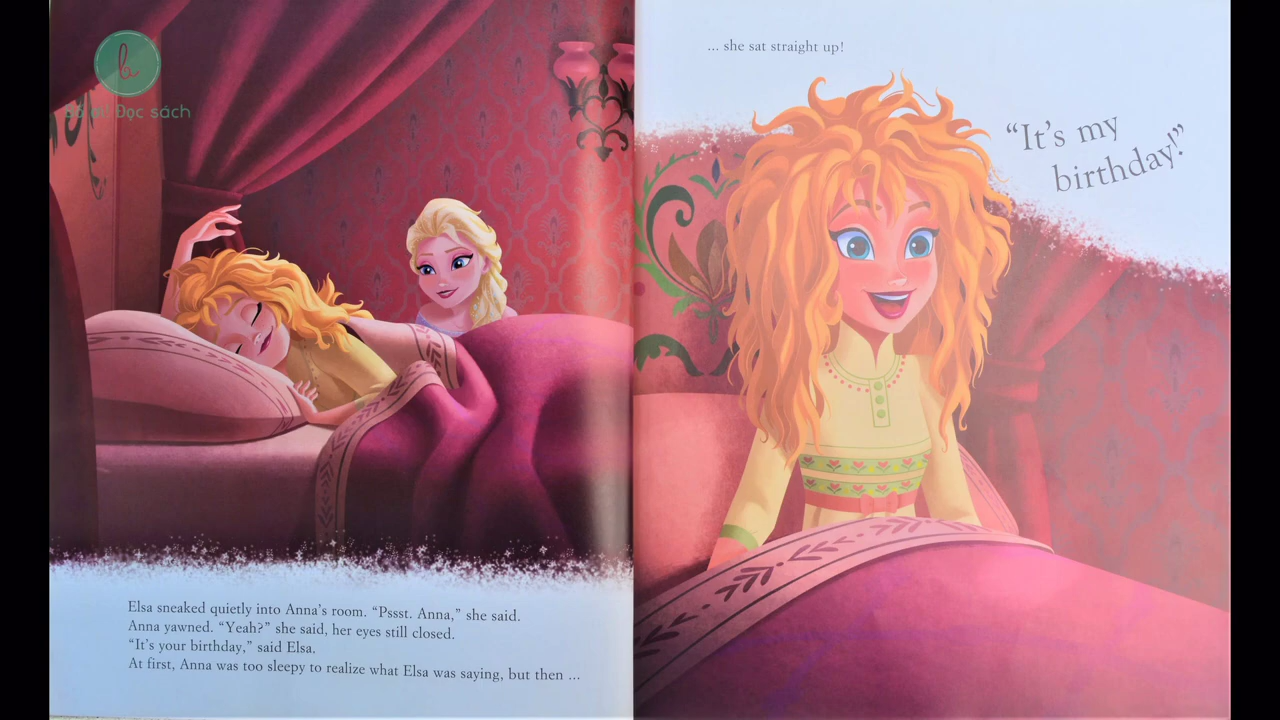 Đọc sách
Elsa sneaked quietly into Anna's room. “Pssst. Anna,” she said.
Anna yawned. “Yeah?” she said, her eyes still closed.
“It's your birthday,” said Elsa.
At first, Anna was too sleepy to realize what Elsa was saying, but then ...
... she sat straight up!
“It's my
birthday!”